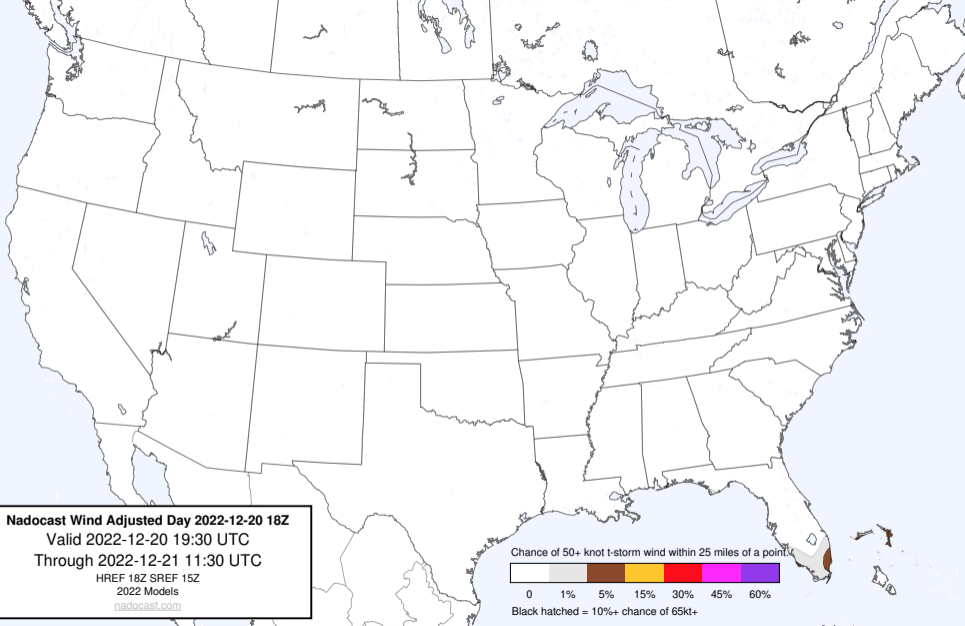 Nadocast Wind Adjusted Day 2022-12-20 18Z
Valid 2022-12-20 19:30 UTC
Through 2022-12-21 11:30 UTC
HREF 18Z SREF 15Z
2022 Models
nadocast.com
Chance of 50+ knot t-storm wind within 25 miles of a point.
0 1% 5% 15% 30% 45% 60%
Black hatched = 10%+ chance of 65kt+